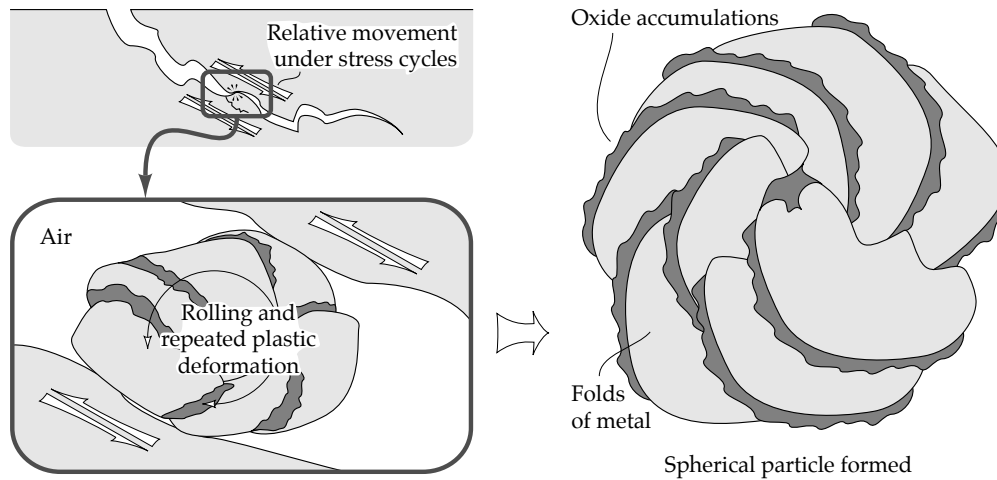 Relative movement
under stress cycles
Air
Rolling and
repeated plastic
deformation
Oxide accumulations
Folds
of metal
Spherical particle formed